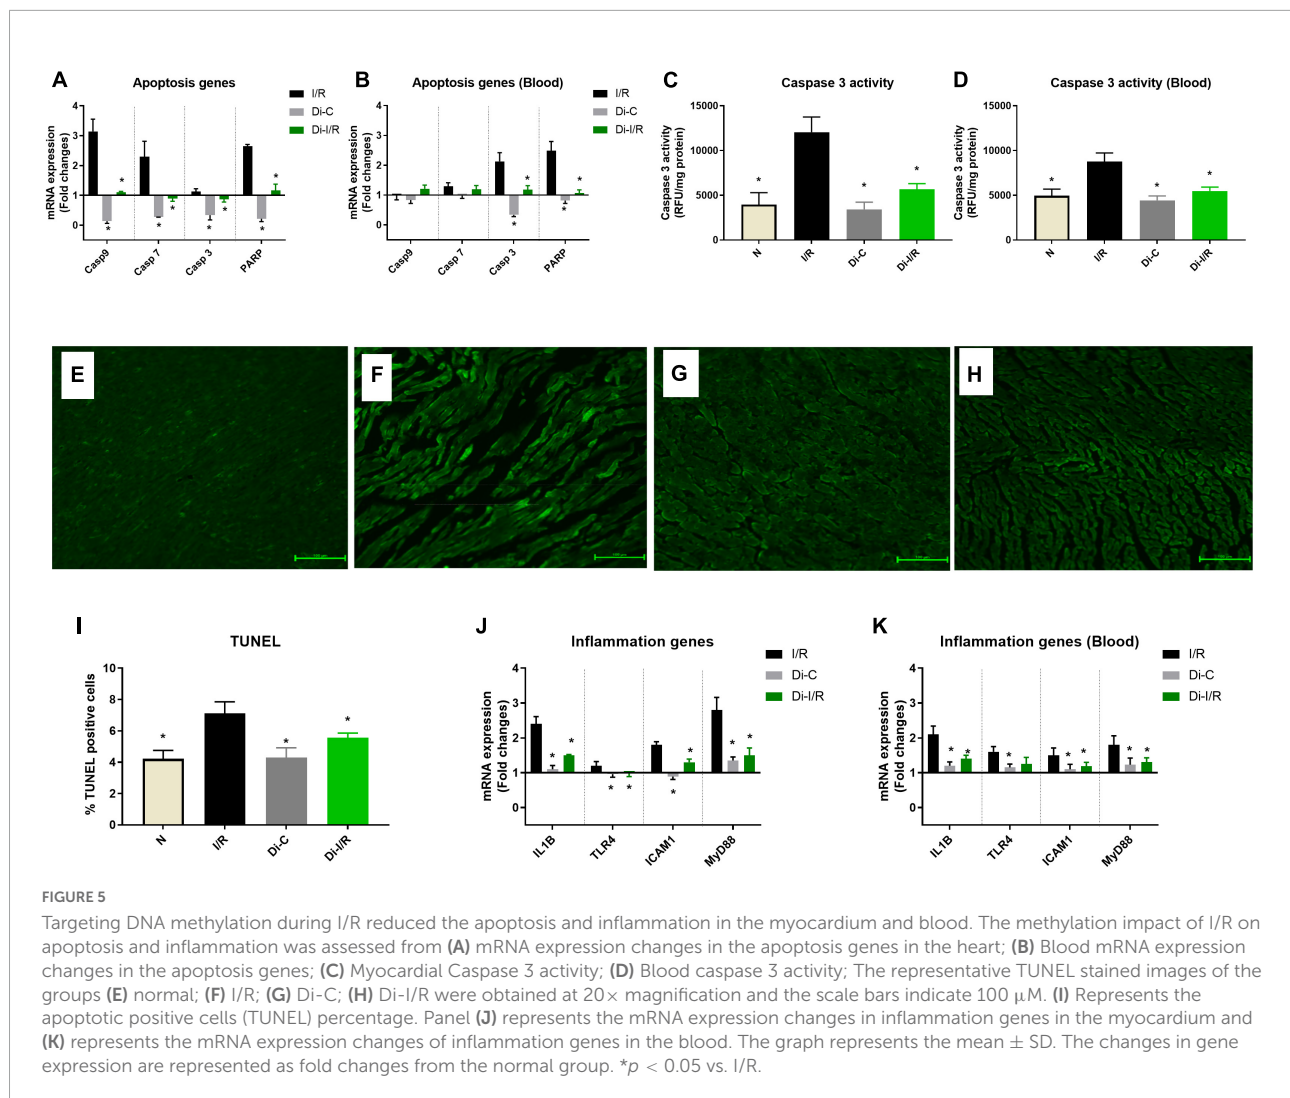 A
Apoptosis genes
I/R
Di-C
Di-I/R
mRNA expression
(Fold changes)
4
3
2
1
0
*
*
*
*
*
*
*
*
Casp9
Casp 7
Casp 3
PARP
B
Apoptosis genes (Blood)
I/R
Di-C
Di-I/R
mRNA expression
(Fold changes)
4
3
2
1
0
*
*
*
*
Casp9
Casp 7
Casp 3
PARP
C
Caspase 3 activity
Caspase 3 activity
(RFU/mg protein)
15000
10000
5000
0
*
*
*
N
I/R
Di-C
Di-I/R
D
Caspase 3 activity (Blood)
Caspase 3 activity
(RFU/mg protein)
15000
10000
5000
0
*
*
*
N
I/R
Di-C
Di-I/R
E
F
G
H
I
TUNEL
% TUNEL positive cells
10
8
6
4
2
0
*
*
*
N
I/R
Di-C
Di-I/R
J
Inflammation genes
I/R
Di-C
Di-I/R
mRNA expression
(Fold changes)
4
3
2
1
0
*
*
*
*
*
*
*
*
IL1B
TLR4
ICAM1
MyD88
K
Inflammation genes (Blood)
I/R
Di-C
Di-I/R
mRNA expression
(Fold changes)
4
3
2
1
0
*
*
*
*
*
*
*
IL1B
TLR4
ICAM1
MyD88
FIGURE 5
Targeting DNA methylation during I/R reduced the apoptosis and inflammation in the myocardium and blood. The methylation impact of I/R on
apoptosis and inflammation was assessed from (A) mRNA expression changes in the apoptosis genes in the heart; (B) Blood mRNA expression
changes in the apoptosis genes; (C) Myocardial Caspase 3 activity; (D) Blood caspase 3 activity; The representative TUNEL stained images of the
groups (E) normal; (F) I/R; (G) Di-C; (H) Di-I/R were obtained at 20× magnification and the scale bars indicate 100 μM. (I) Represents the
apoptotic positive cells (TUNEL) percentage. Panel (J) represents the mRNA expression changes in inflammation genes in the myocardium and
(K) represents the mRNA expression changes of inflammation genes in the blood. The graph represents the mean ± SD. The changes in gene
expression are represented as fold changes from the normal group. *p < 0.05 vs. I/R.